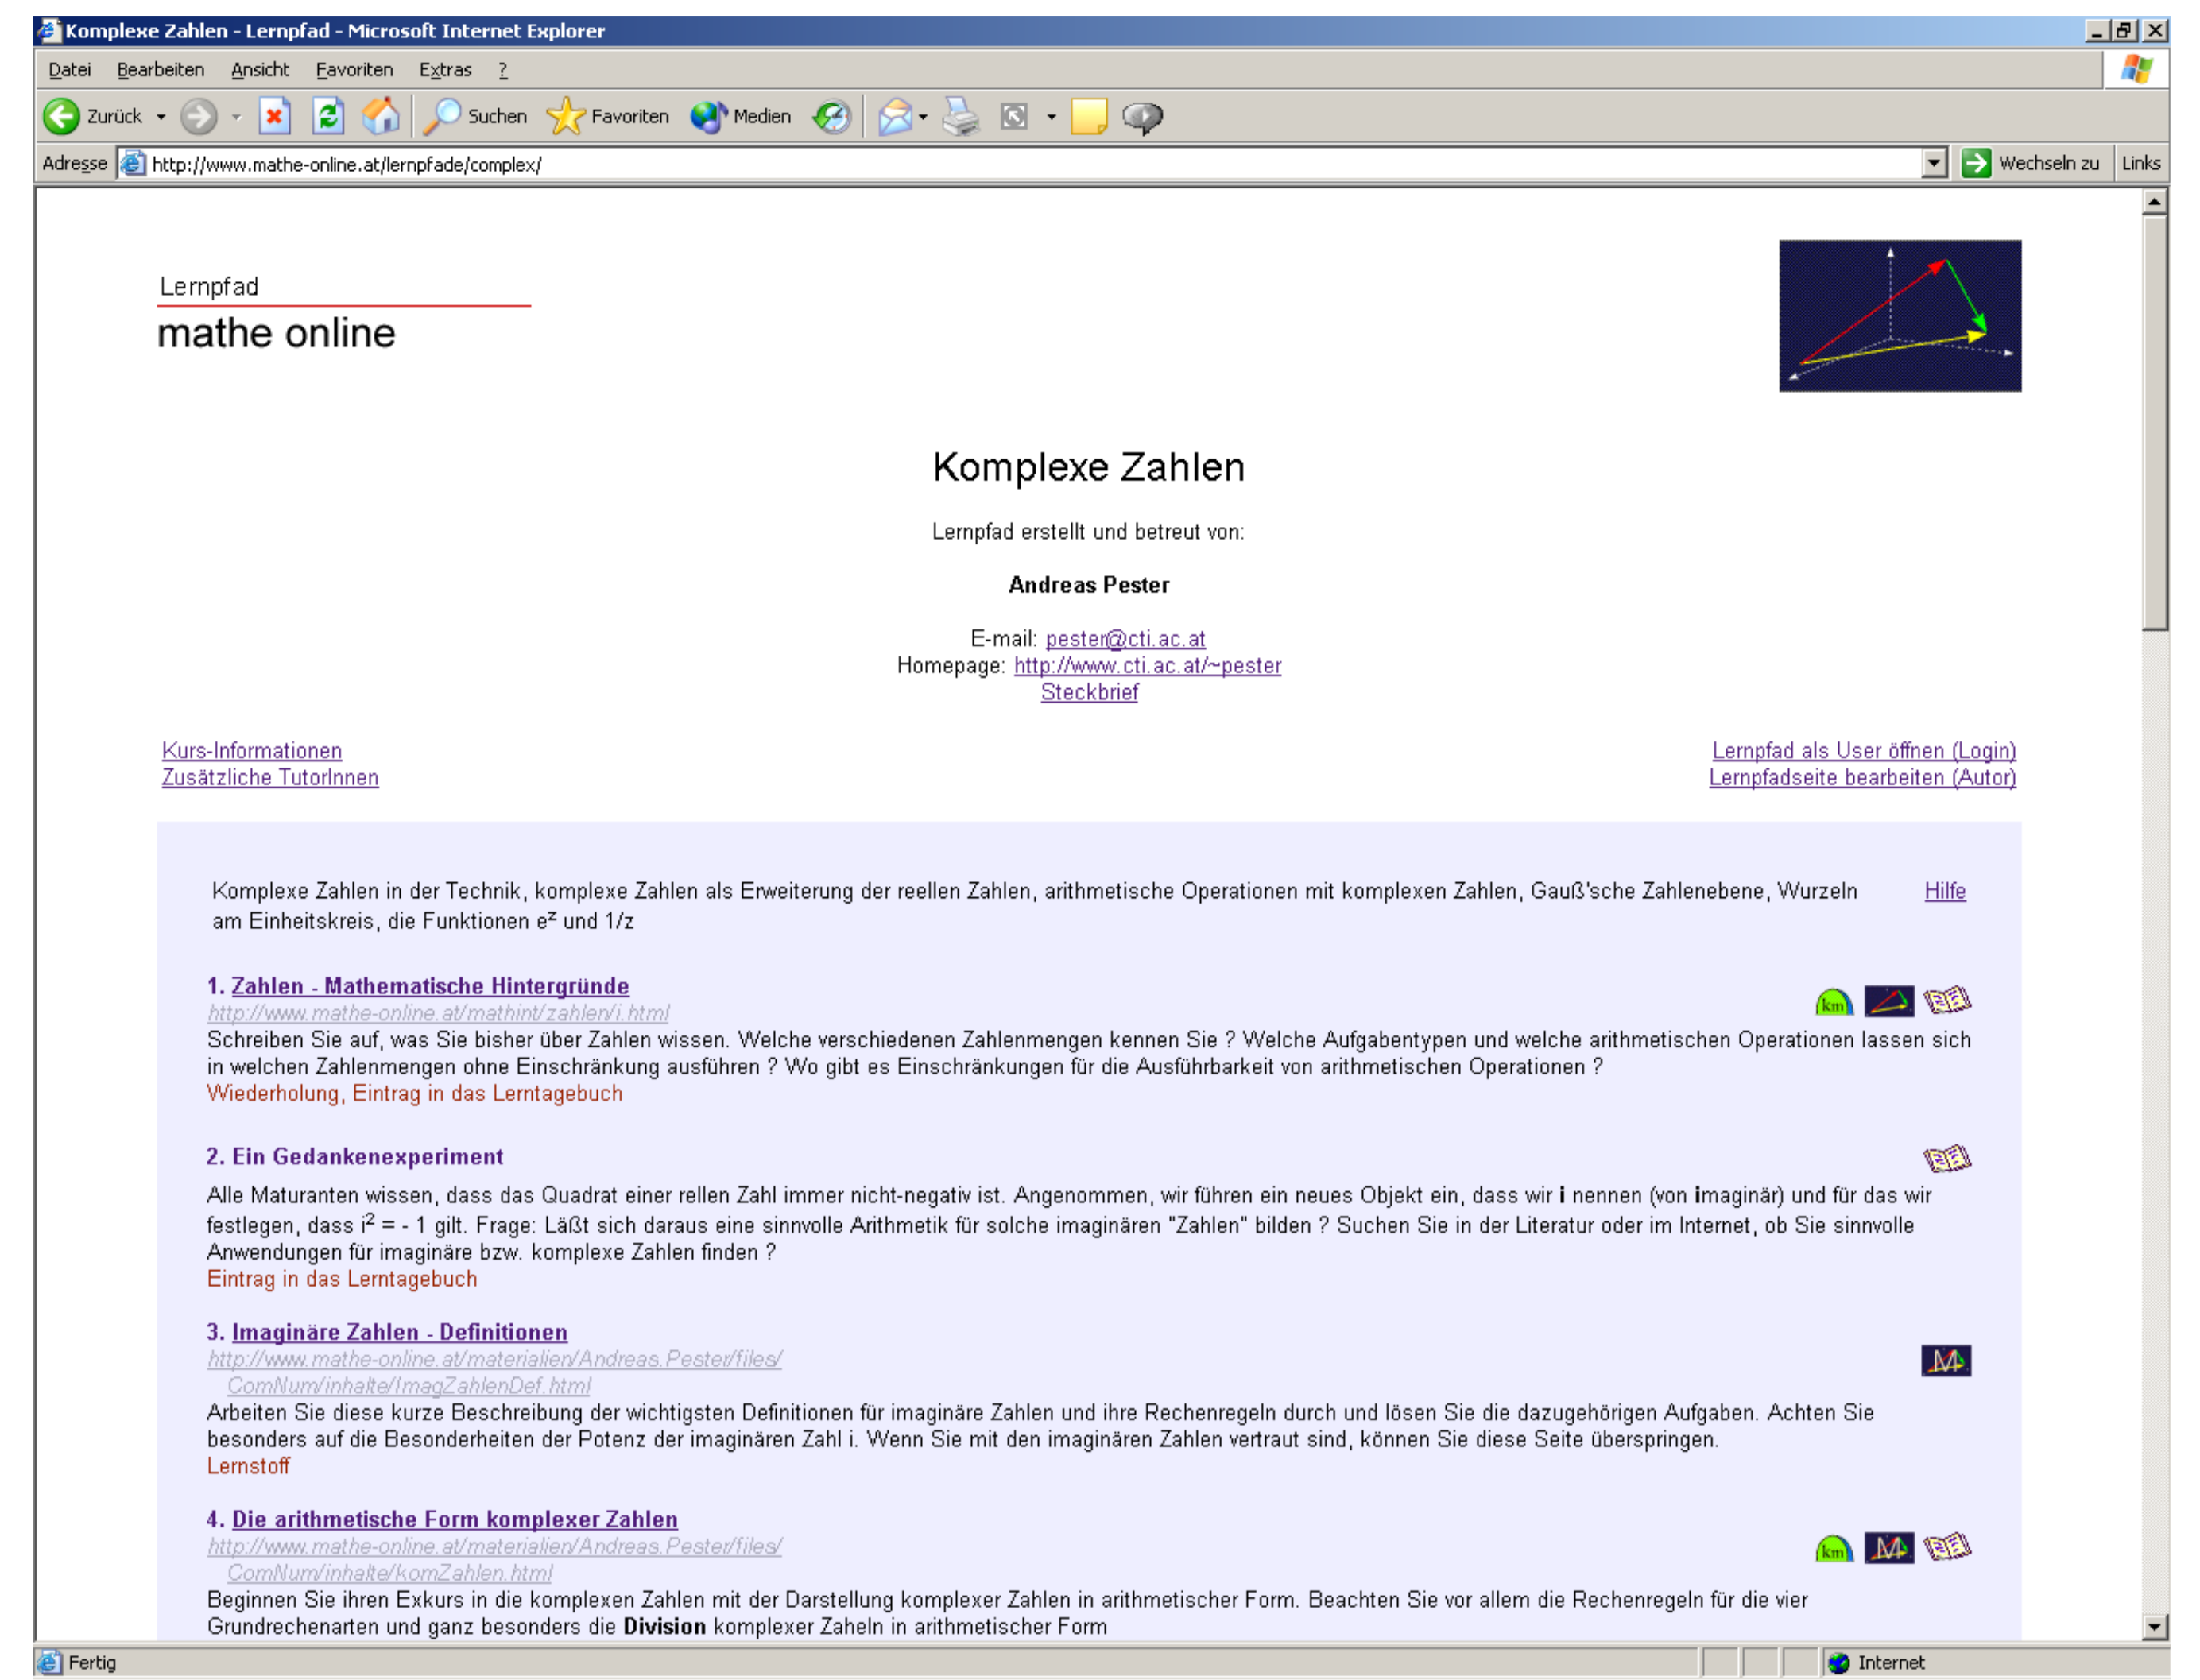 Komplexe Zahlen - Lernpfad - Microsoft Internet Explorer
Datei Bearbeiten Ansicht Favoriten Extras ?
Zurück Suchen Favoriten Medien
Adresse http://www.mathe-online.at/lernpfade/complex/ Wechseln zu Links
Lernpfad
mathe online
Komplexe Zahlen
Lernpfad erstellt und betreut von:
Andreas Pester
E-mail: pester@cti.ac.at
Homepage: http://www.cti.ac.at/~pester
Steckbrief
Kurs-Informationen
Zusätzliche TutorInnen
Lernpfad als User öffnen (Login)
Lernpfadseite bearbeiten (Autor)
Komplexe Zahlen in der Technik, komplexe Zahlen als Erweiterung der reellen Zahlen, arithmetische Operationen mit komplexen Zahlen, Gauß'sche Zahlenebene, Wurzeln Hilfe
am Einheitskreis, die Funktionen e^z und 1/z
1. Zahlen - Mathematische Hintergründe
km
http://www.mathe-online.at/mathint/zahlen/i.html
Schreiben Sie auf, was Sie bisher über Zahlen wissen. Welche verschiedenen Zahlenmengen kennen Sie ? Welche Aufgabentypen und welche arithmetischen Operationen lassen sich
in welchen Zahlenmengen ohne Einschränkung ausführen ? Wo gibt es Einschränkungen für die Ausführbarkeit von arithmetischen Operationen ?
Wiederholung, Eintrag in das Lerntagebuch
2. Ein Gedankenexperiment
Alle Maturanten wissen, dass das Quadrat einer rellen Zahl immer nicht-negativ ist. Angenommen, wir führen ein neues Objekt ein, dass wir i nennen (von imaginär) und für das wir
festlegen, dass i² = - 1 gilt. Frage: Läßt sich daraus eine sinnvolle Arithmetik für solche imaginären "Zahlen" bilden ? Suchen Sie in der Literatur oder im Internet, ob Sie sinnvolle
Anwendungen für imaginäre bzw. komplexe Zahlen finden ?
Eintrag in das Lerntagebuch
3. Imaginäre Zahlen - Definitionen
http://www.mathe-online.at/materialien/Andreas.Pester/files/
ComNum/inhalte/ImagZahlenDef.html
M
Arbeiten Sie diese kurze Beschreibung der wichtigsten Definitionen für imaginäre Zahlen und ihre Rechenregeln durch und lösen Sie die dazugehörigen Aufgaben. Achten Sie
besonders auf die Besonderheiten der Potenz der imaginären Zahl i. Wenn Sie mit den imaginären Zahlen vertraut sind, können Sie diese Seite überspringen.
Lernstoff
4. Die arithmetische Form komplexer Zahlen
http://www.mathe-online.at/materialien/Andreas.Pester/files/
km M
ComNum/inhalte/komZahlen.html
Beginnen Sie ihren Exkurs in die komplexen Zahlen mit der Darstellung komplexer Zahlen in arithmetischer Form. Beachten Sie vor allem die Rechenregeln für die vier
Grundrechenarten und ganz besonders die Division komplexer Zaheln in arithmetischer Form
Fertig Internet